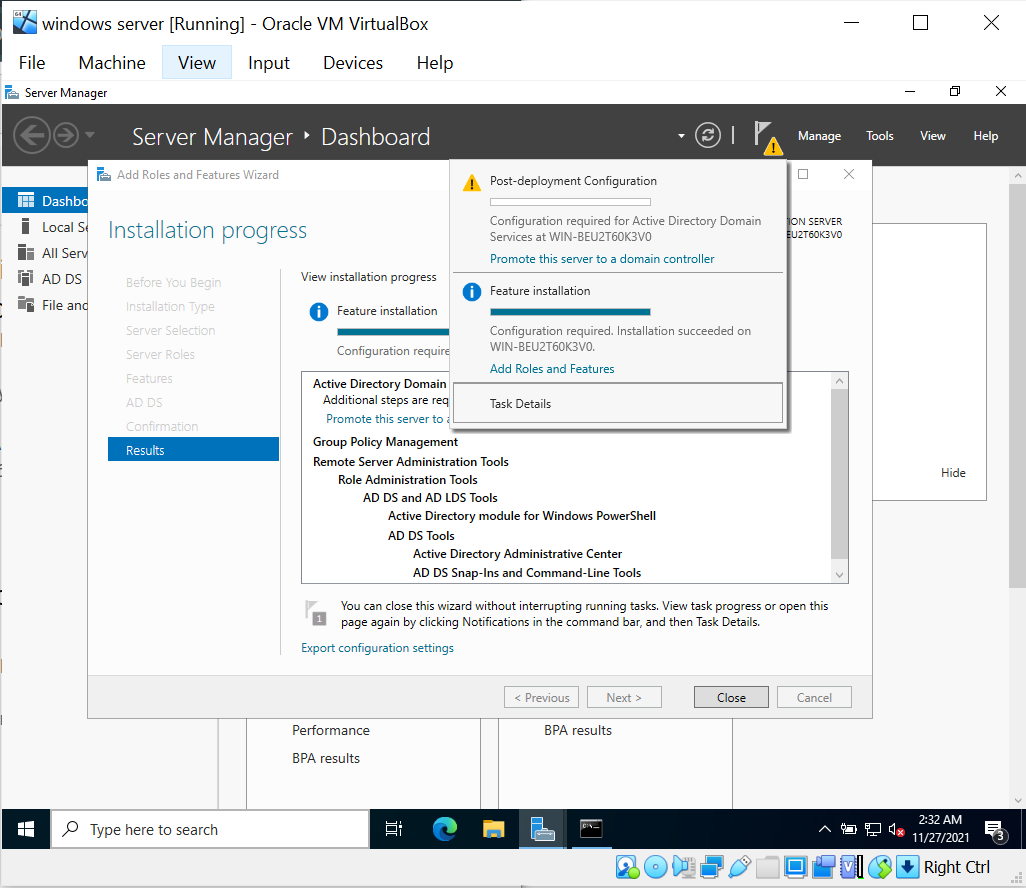 windows server [Running] - Oracle VM VirtualBox
File Machine View Input Devices Help
Server Manager
Server Manager Dashboard
Manage Tools View Help
Add Roles and Features Wizard
Dashbo
Local Se
All Serv
AD DS
File and
Installation progress
ION SERVER
EU2T60K3V0
Before You Begin
Installation Type
Server Selection
Server Roles
Features
AD DS
Confirmation
Results
View installation progress
Feature installation
Configuration require
Post-deployment Configuration
Configuration required for Active Directory Domain
Services at WIN-BEU2T60K3V0
Promote this server to a domain controller
Feature installation
Configuration required. Installation succeeded on
WIN-BEU2T60K3V0.
Add Roles and Features
Task Details
Active Directory Domain
Additional steps are req
Promote this server to a
Group Policy Management
Remote Server Administration Tools
Role Administration Tools
AD DS and AD LDS Tools
Active Directory module for Windows PowerShell
AD DS Tools
Active Directory Administrative Center
AD DS Snap-Ins and Command-Line Tools
Hide
1
You can close this wizard without interrupting running tasks. View task progress or open this
page again by clicking Notifications in the command bar, and then Task Details.
Export configuration settings
< Previous Next > Close Cancel
Performance
BPA results
BPA results
Type here to search
2:32 AM
11/27/2021
3
Right Ctrl